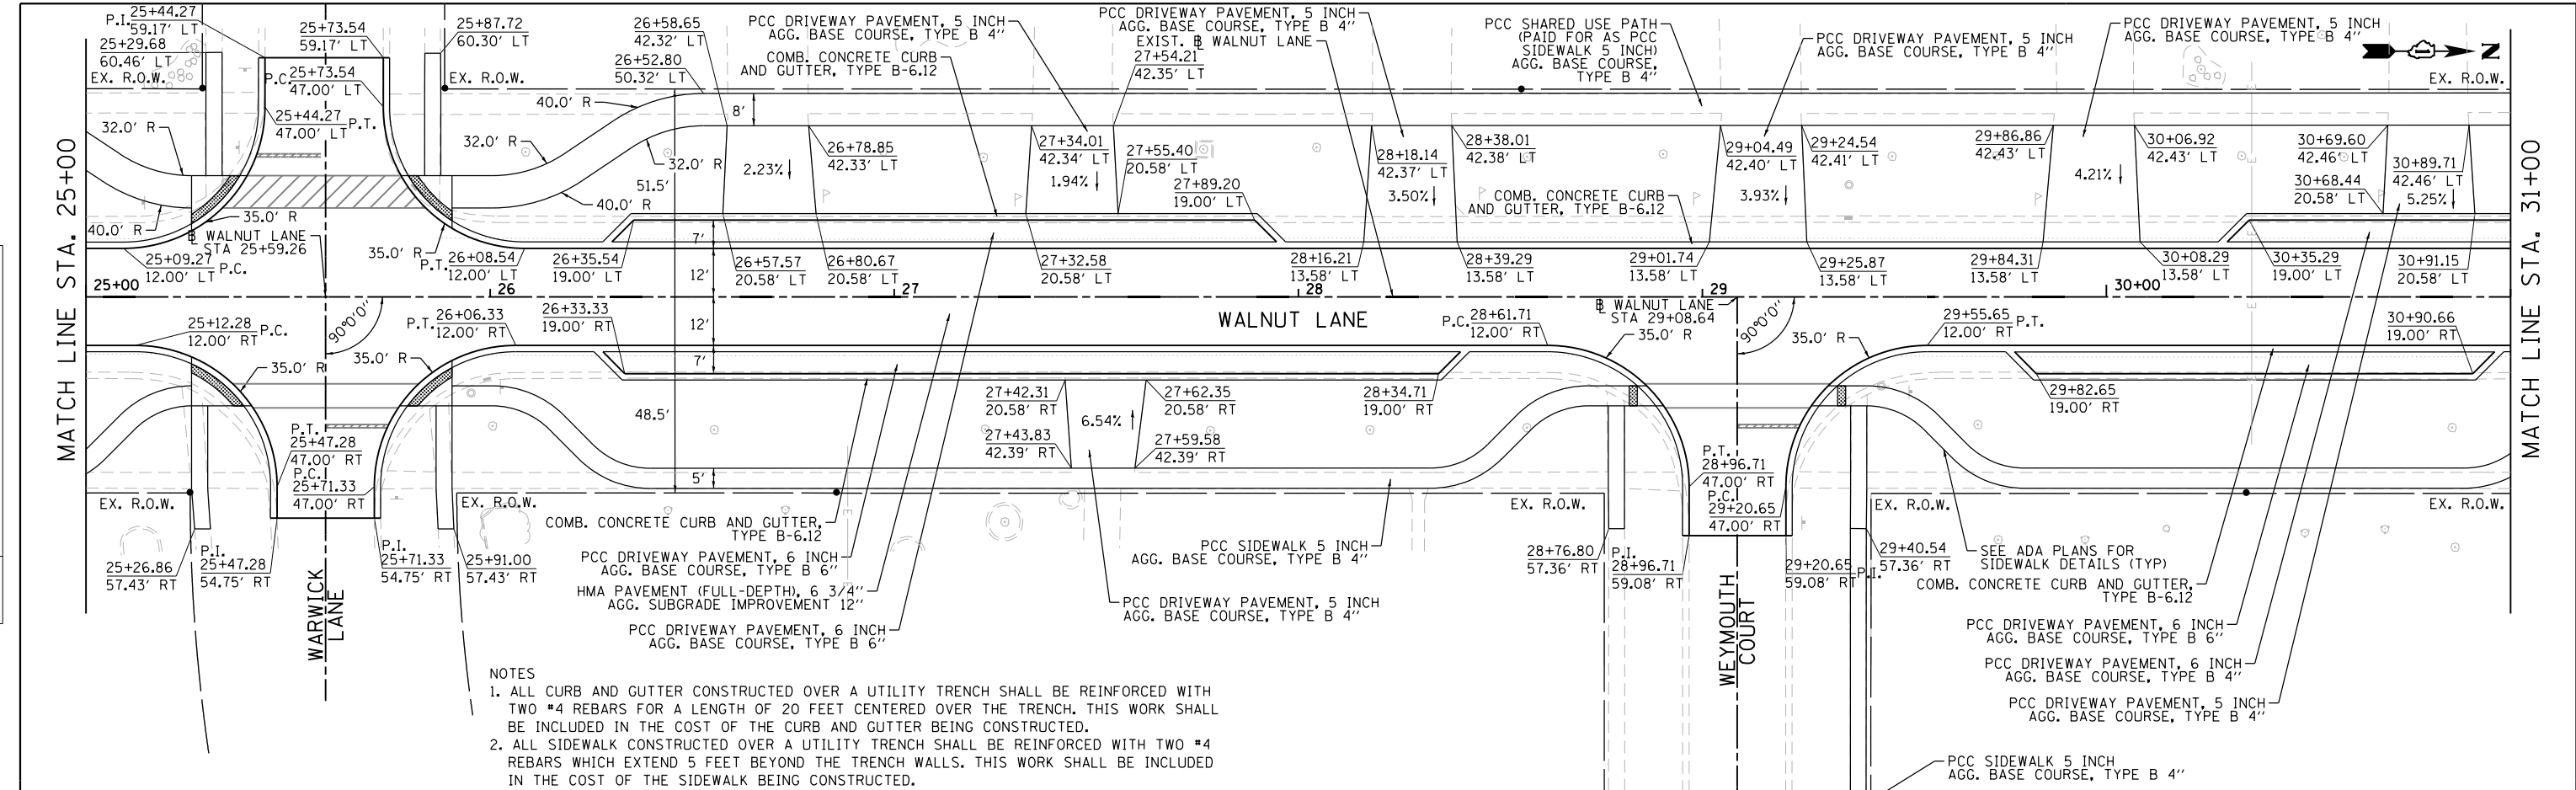 P.I. 25+44.27
59.17' LT
25+29.68
60.46' LT
EX. R.O.W.
25+73.54
59.17' LT
P.C. 25+73.54
47.00' LT
25+44.27 P.T.
47.00' LT
25+87.72
60.30' LT
EX. R.O.W.
26+58.65
42.32' LT
26+52.80
50.32' LT
PCC DRIVEWAY PAVEMENT, 5 INCH
AGG. BASE COURSE, TYPE B 4"
COMB. CONCRETE CURB
AND GUTTER, TYPE B-6.12
PCC DRIVEWAY PAVEMENT, 5 INCH
AGG. BASE COURSE, TYPE B 4"
EXIST. ℄ WALNUT LANE
27+54.21
42.35' LT
PCC SHARED USE PATH
(PAID FOR AS PCC
SIDEWALK 5 INCH)
AGG. BASE COURSE,
TYPE B 4"
PCC DRIVEWAY PAVEMENT, 5 INCH
AGG. BASE COURSE, TYPE B 4"
PCC DRIVEWAY PAVEMENT, 5 INCH
AGG. BASE COURSE, TYPE B 4"
N
EX. R.O.W.
MATCH LINE STA. 25+00
32.0' R
40.0' R
32.0' R
40.0' R
32.0' R
40.0' R
8'
51.5'
2.23%
26+78.85
42.33' LT
27+34.01
42.34' LT
1.94%
27+55.40
20.58' LT
27+89.20
19.00' LT
28+18.14
42.37' LT
3.50%
28+38.01
42.38' LT
COMB. CONCRETE CURB
AND GUTTER, TYPE B-6.12
29+04.49
42.40' LT
3.93%
29+24.54
42.41' LT
29+86.86
42.43' LT
4.21%
30+06.92
42.43' LT
30+69.60
42.46' LT
30+68.44
20.58' LT
30+89.71
42.46' LT
5.25%
MATCH LINE STA. 31+00
35.0' R
℄ WALNUT LANE
STA 25+59.26
35.0' R
25+09.27 P.C.
12.00' LT
P.T. 26+08.54
12.00' LT
26+35.54
19.00' LT
7'
12'
26+57.57
20.58' LT
26+80.67
20.58' LT
27+32.58
20.58' LT
28+16.21
13.58' LT
28+39.29
13.58' LT
29+01.74
13.58' LT
29+25.87
13.58' LT
29+84.31
13.58' LT
30+08.29
13.58' LT
30+35.29
19.00' LT
30+91.15
20.58' LT
25+00
26
27
28
29
30+00
25+12.28 P.C.
12.00' RT
90°0'0"
P.T. 26+06.33
12.00' RT
26+33.33
19.00' RT
12'
WALNUT LANE
P.C. 28+61.71
12.00' RT
℄ WALNUT LANE
STA 29+08.64
90°0'0"
35.0' R
35.0' R
29+55.65 P.T.
12.00' RT
30+90.66
19.00' RT
35.0' R
35.0' R
7'
48.5'
5'
27+42.31
20.58' RT
27+43.83
42.39' RT
6.54%
27+62.35
20.58' RT
27+59.58
42.39' RT
28+34.71
19.00' RT
29+82.65
19.00' RT
P.T.
25+47.28
47.00' RT
P.C.
25+71.33
47.00' RT
P.T.
28+96.71
47.00' RT
P.C.
29+20.65
47.00' RT
EX. R.O.W.
EX. R.O.W.
EX. R.O.W.
EX. R.O.W.
EX. R.O.W.
25+26.86
57.43' RT
P.I.
25+47.28
54.75' RT
P.I.
25+71.33
54.75' RT
25+91.00
57.43' RT
WARWICK
LANE
COMB. CONCRETE CURB AND GUTTER,
TYPE B-6.12
PCC DRIVEWAY PAVEMENT, 6 INCH
AGG. BASE COURSE, TYPE B 6"
HMA PAVEMENT (FULL-DEPTH), 6 3/4"
AGG. SUBGRADE IMPROVEMENT 12"
PCC DRIVEWAY PAVEMENT, 6 INCH
AGG. BASE COURSE, TYPE B 6"
PCC SIDEWALK 5 INCH
AGG. BASE COURSE, TYPE B 4"
PCC DRIVEWAY PAVEMENT, 5 INCH
AGG. BASE COURSE, TYPE B 4"
28+76.80
57.36' RT
P.I.
28+96.71
59.08' RT
29+20.65 P.I.
59.08' RT
29+40.54
57.36' RT
WEYMOUTH
COURT
SEE ADA PLANS FOR
SIDEWALK DETAILS (TYP)
COMB. CONCRETE CURB AND GUTTER,
TYPE B-6.12
PCC DRIVEWAY PAVEMENT, 6 INCH
AGG. BASE COURSE, TYPE B 6"
PCC DRIVEWAY PAVEMENT, 6 INCH
AGG. BASE COURSE, TYPE B 4"
PCC DRIVEWAY PAVEMENT, 5 INCH
AGG. BASE COURSE, TYPE B 4"
PCC SIDEWALK 5 INCH
AGG. BASE COURSE, TYPE B 4"
NOTES
1. ALL CURB AND GUTTER CONSTRUCTED OVER A UTILITY TRENCH SHALL BE REINFORCED WITH
TWO #4 REBARS FOR A LENGTH OF 20 FEET CENTERED OVER THE TRENCH. THIS WORK SHALL
BE INCLUDED IN THE COST OF THE CURB AND GUTTER BEING CONSTRUCTED.
2. ALL SIDEWALK CONSTRUCTED OVER A UTILITY TRENCH SHALL BE REINFORCED WITH TWO #4
REBARS WHICH EXTEND 5 FEET BEYOND THE TRENCH WALLS. THIS WORK SHALL BE INCLUDED
IN THE COST OF THE SIDEWALK BEING CONSTRUCTED.